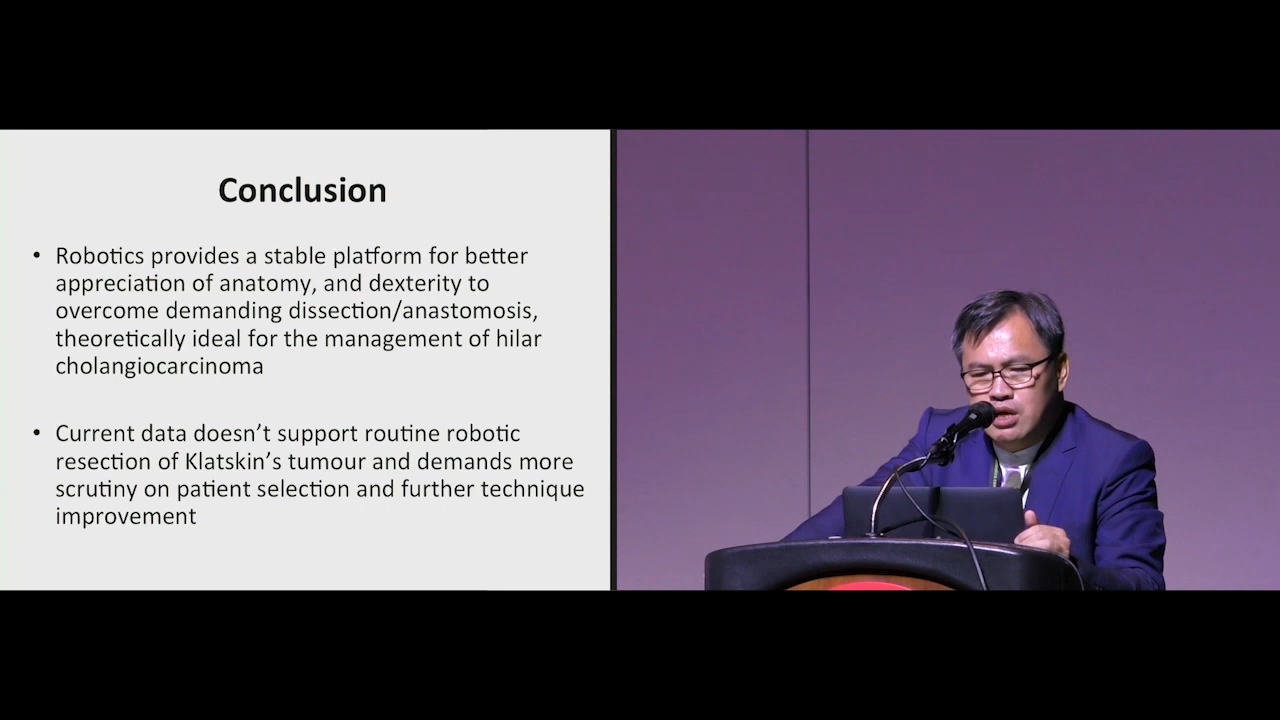 Conclusion
• Robotics provides a stable platform for better
appreciation of anatomy, and dexterity to
overcome demanding dissection/anastomosis,
theoretically ideal for the management of hilar
cholangiocarcinoma
• Current data doesn’t support routine robotic
resection of Klatskin’s tumour and demands more
scrutiny on patient selection and further technique
improvement